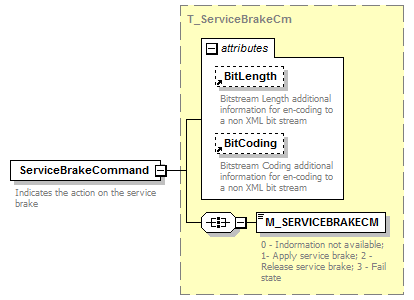 T_ServiceBrakeCm
attributes
BitLength
Bitstream Length additional
information for en-coding to
a non XML bit stream
BitCoding
Bitstream Coding additional
information for en-coding to
a non XML bit stream
ServiceBrakeCommand
Indicates the action on the service
brake
M_SERVICEBRAKECM
0 - Indormation not available;
1- Apply service brake; 2 -
Release service brake; 3 - Fail
state